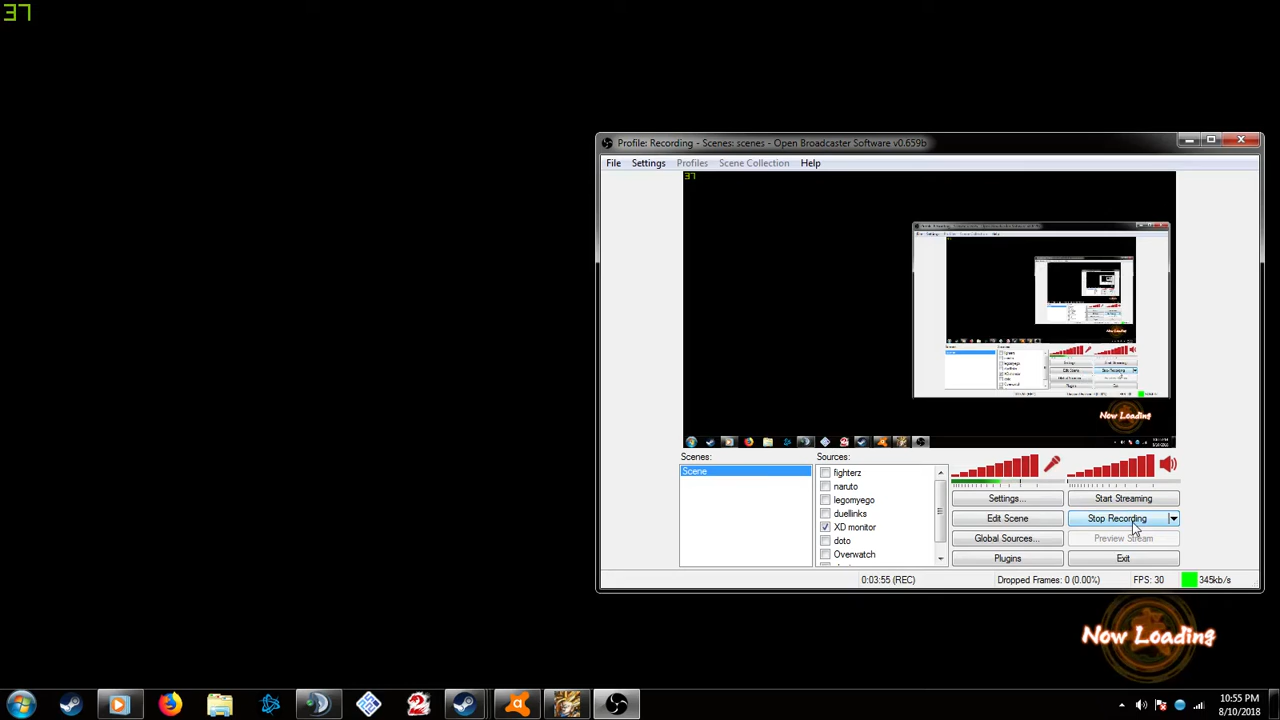 37
Profile: Recording - Scenes: scenes - Open Broadcaster Software v0.659b
File Settings Profiles Scene Collection Help
37
Now Loading
Scenes:
Sources:
Scene
fighterz
naruto
legomyego
duellinks
XD monitor
doto
Overwatch
Settings...
Start Streaming
Edit Scene
Stop Recording
Global Sources...
Preview Stream
Plugins
Exit
0:03:55 (REC)
Dropped Frames: 0 (0.00%)
FPS: 30
345kb/s
Now Loading
10:55 PM
8/10/2018